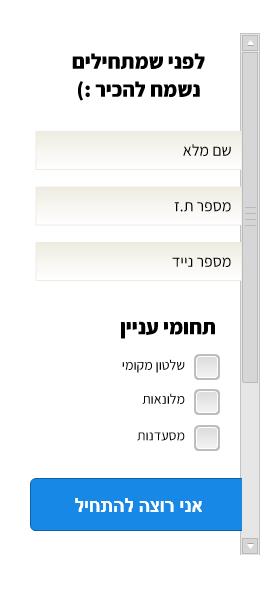 לפני שמתחילים
נשמח להכיר :)
שם מלא
מספר ת.ז
מספר נייד
תחומי עניין
שלטון מקומי
מלונאות
מסעדנות
אני רוצה להתחיל